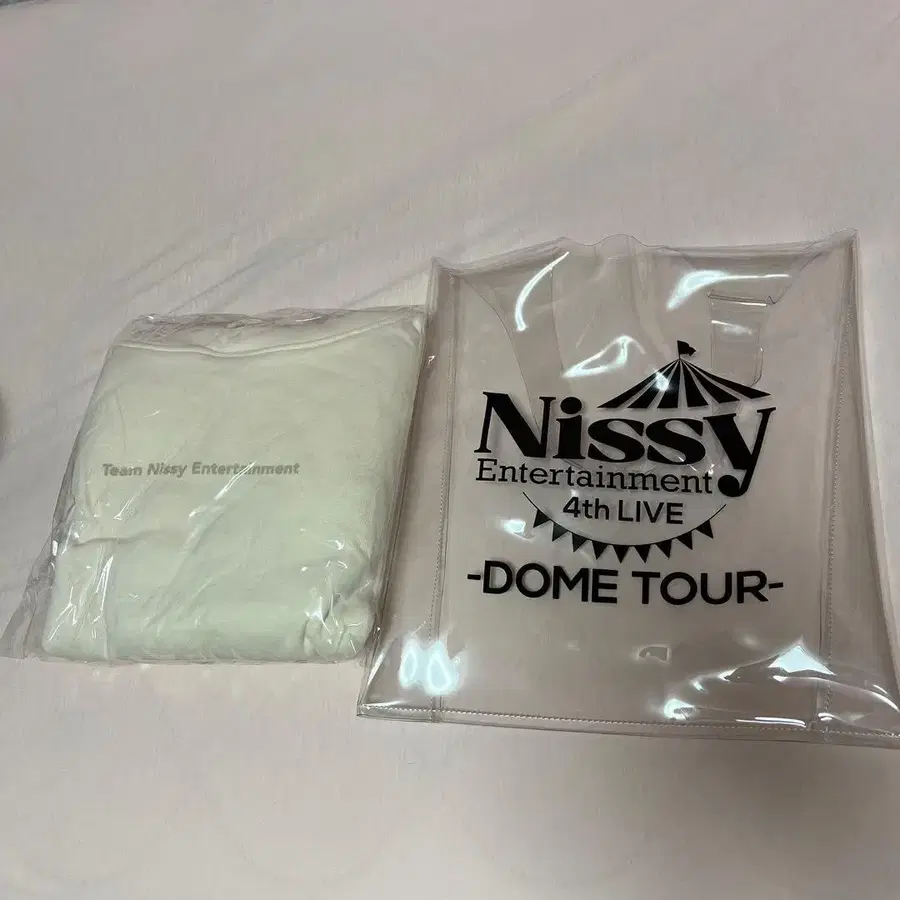 Team Nissy Entertainment
Nissy
Entertainment
4th LIVE
-DOME TOUR-